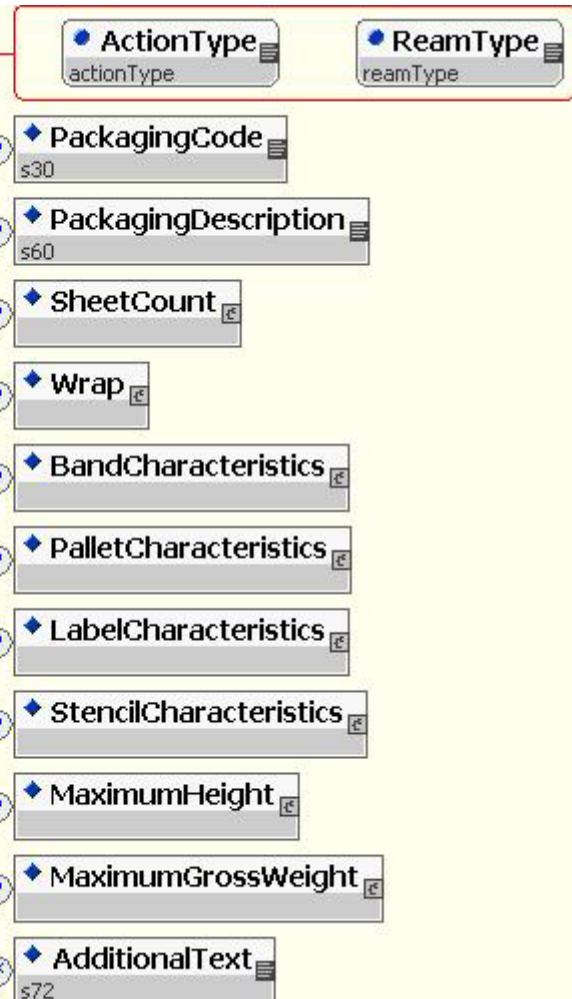 ActionType ReamType
actionType reamType
PackagingCode
s30
PackagingDescription
s60
SheetCount
Wrap
BandCharacteristics
PalletCharacteristics
LabelCharacteristics
StencilCharacteristics
MaximumHeight
MaximumGrossWeight
AdditionalText
s72